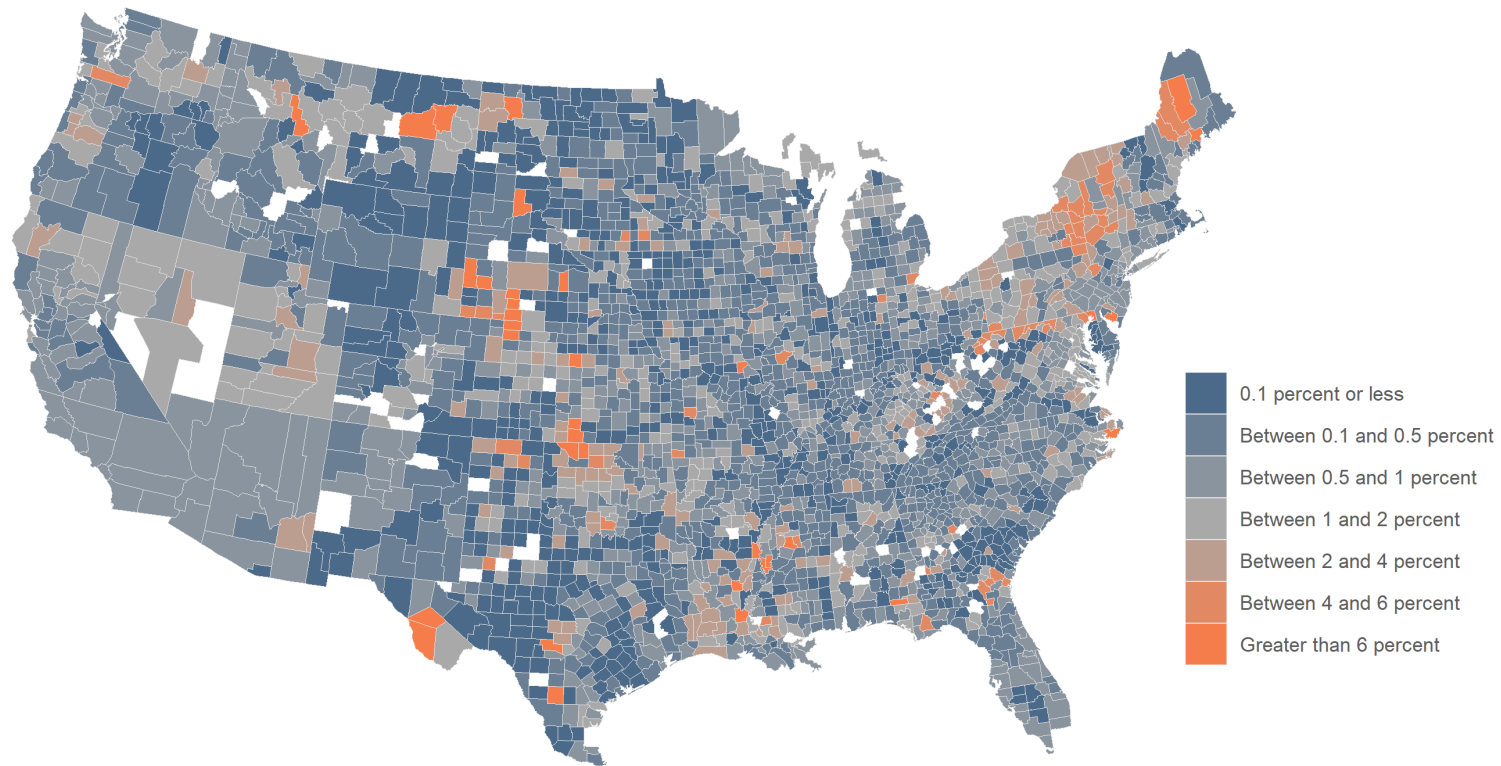 0.1 percent or less
Between 0.1 and 0.5 percent
Between 0.5 and 1 percent
Between 1 and 2 percent
Between 2 and 4 percent
Between 4 and 6 percent
Greater than 6 percent